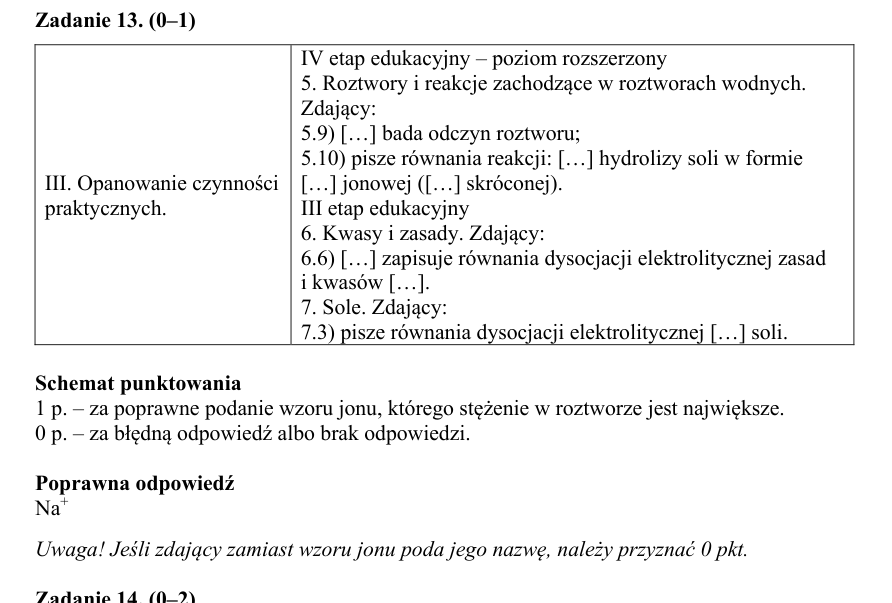 Zadanie 13. (0–1)
III. Opanowanie czynności
praktycznych.
IV etap edukacyjny – poziom rozszerzony
5. Roztwory i reakcje zachodzące w roztworach wodnych.
Zdający:
5.9) […] bada odczyn roztworu;
5.10) pisze równania reakcji: […] hydrolizy soli w formie
[…] jonowej ([…] skróconej).
III etap edukacyjny
6. Kwasy i zasady. Zdający:
6.6) […] zapisuje równania dysocjacji elektrolitycznej zasad
i kwasów […].
7. Sole. Zdający:
7.3) pisze równania dysocjacji elektrolitycznej […] soli.
Schemat punktowania
1 p. – za poprawne podanie wzoru jonu, którego stężenie w roztworze jest największe.
0 p. – za błędną odpowiedź albo brak odpowiedzi.
Poprawna odpowiedź
Na⁺
Uwaga! Jeśli zdający zamiast wzoru jonu poda jego nazwę, należy przyznać 0 pkt.
Zadanie 14. (0–2)